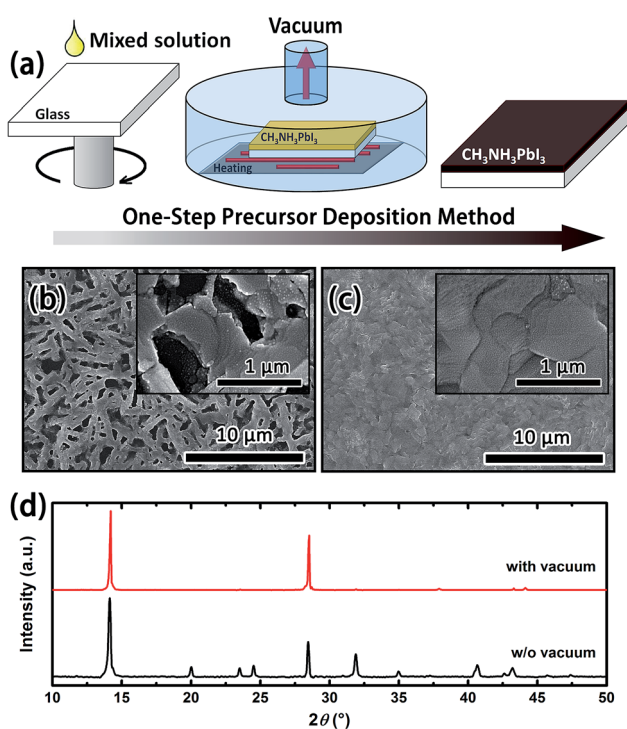 Mixed solution
Vacuum
(a)
Glass
CH₃NH₃PbI₃
Heating
CH₃NH₃PbI₃
One-Step Precursor Deposition Method
(b)
1 μm
10 μm
(c)
1 μm
10 μm
(d)
Intensity (a.u.)
with vacuum
w/o vacuum
10 15 20 25 30 35 40 45 50
2θ (°)